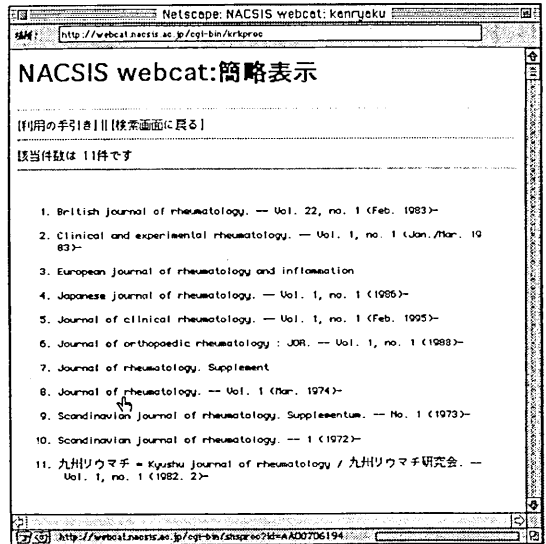 Netscape: NACSIS webcat: kanryaku
http://webcat.nacsis.ac.jp/cgi-bin/krkproc
NACSIS webcat:簡略表示
[利用の手引き] || [検索画面に戻る]
該当件数は 11件です
1. British journal of rheumatology. -- Vol. 22, no. 1 (Feb. 1983)-
2. Clinical and experimental rheumatology. -- Vol. 1, no. 1 (Jan./Mar. 19
83)-
3. European journal of rheumatology and inflammation
4. Japanese journal of rheumatology. -- Vol. 1, no. 1 (1986)-
5. Journal of clinical rheumatology. -- Vol. 1, no. 1 (Feb. 1995)-
6. Journal of orthopaedic rheumatology : JOR. -- Vol. 1, no. 1 (1988)-
7. Journal of rheumatology. Supplement
8. Journal of rheumatology. -- Vol. 1 (Mar. 1974)-
9. Scandinavian journal of rheumatology. Supplementum. -- No. 1 (1973)-
10. Scandinavian journal of rheumatology. -- 1 (1972)-
11. 九州リウマチ = Kyushu journal of rheumatology / 九州リウマチ研究会. --
Vol. 1, no. 1 (1982. 2)-
http://webcat.nacsis.ac.jp/cgi-bin/shsproc?id=AA00706194